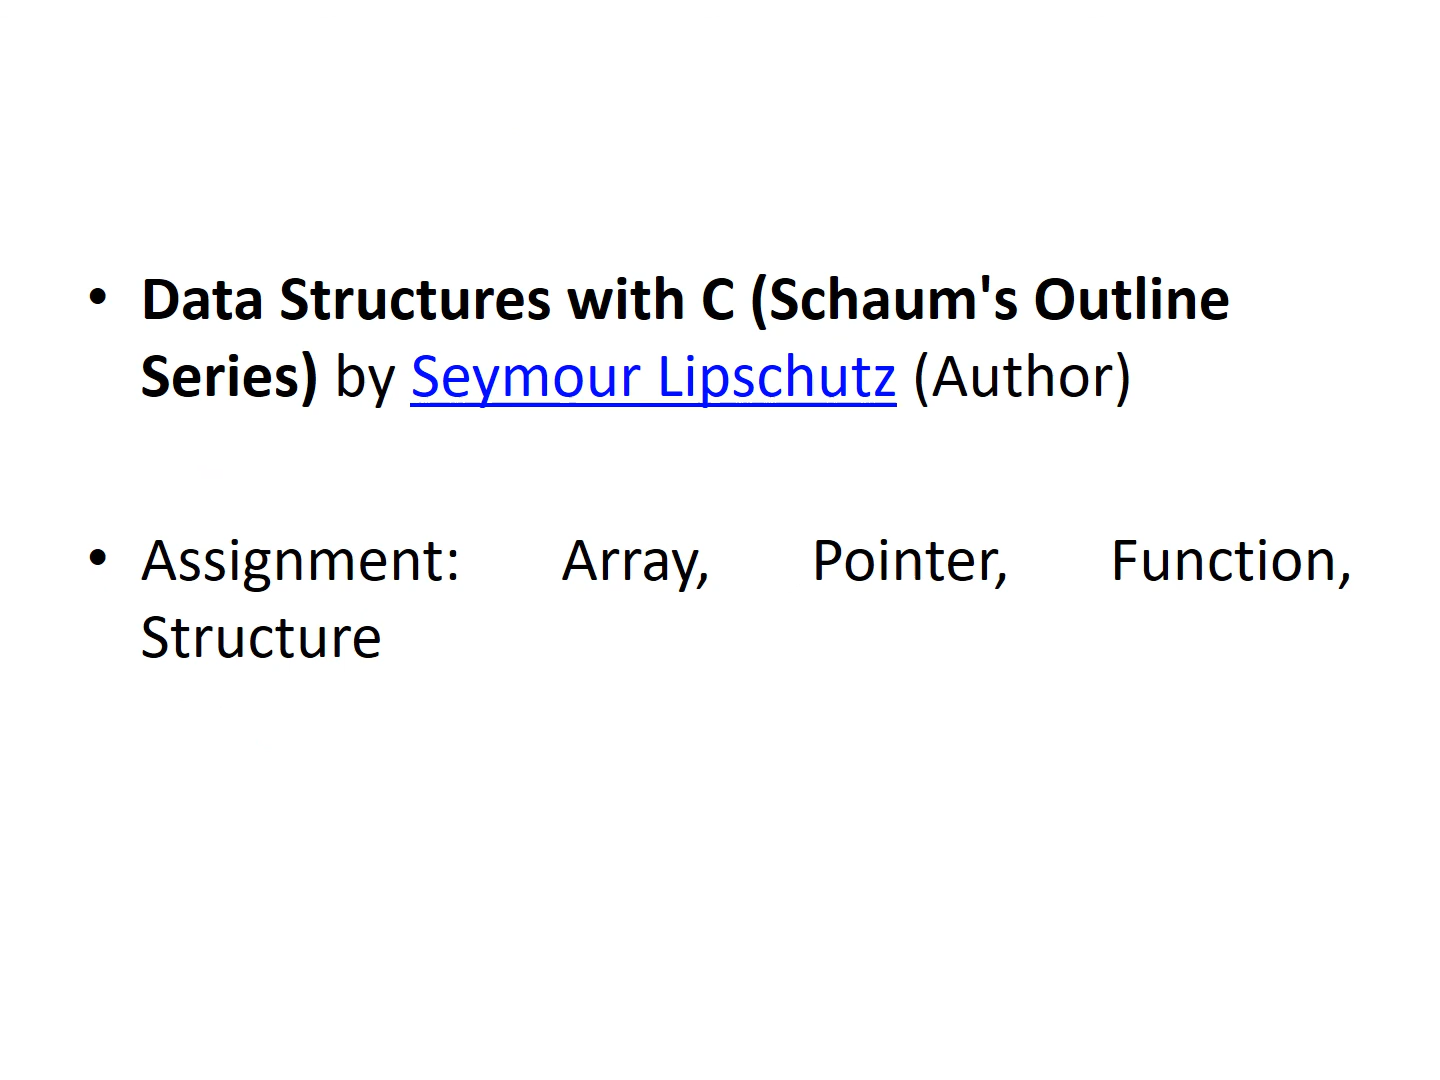 • Data Structures with C (Schaum's Outline
Series) by Seymour Lipschutz (Author)
• Assignment: Array, Pointer, Function,
Structure